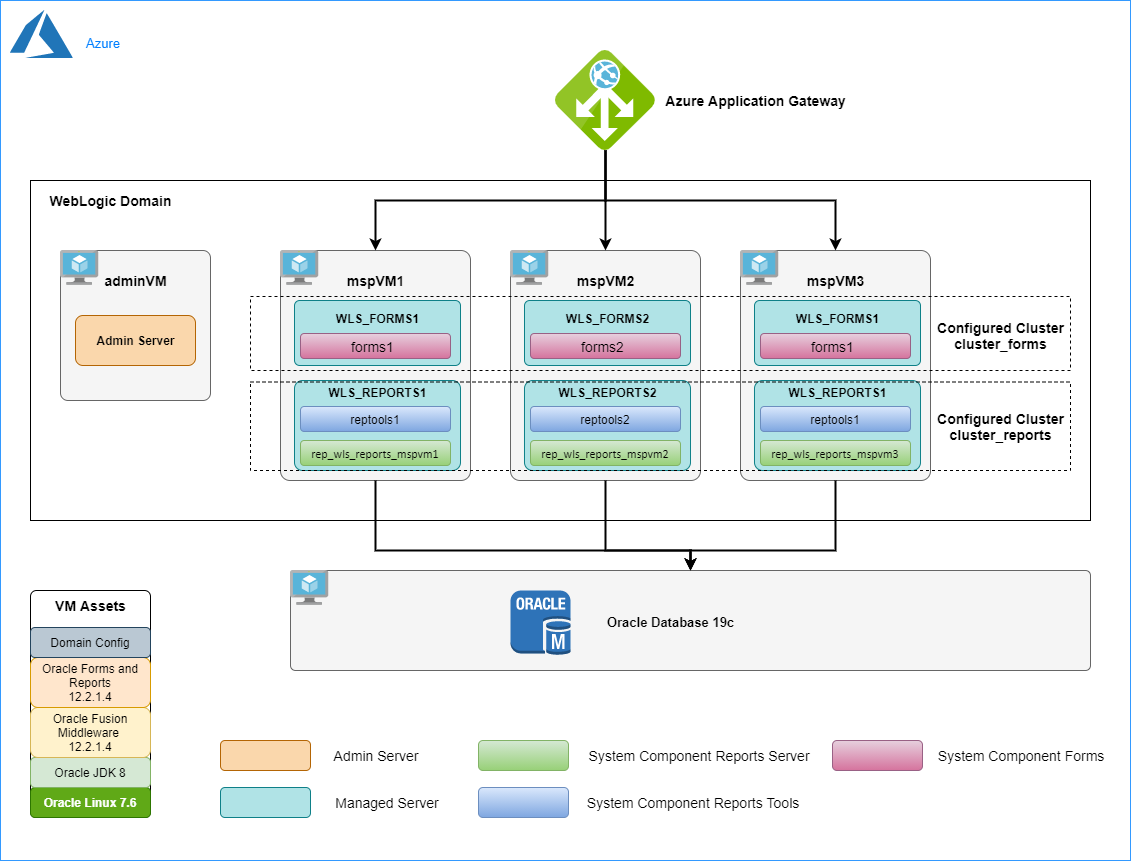 Azure
Azure Application Gateway
WebLogic Domain
adminVM
Admin Server
mspVM1
WLS_FORMS1
forms1
WLS_REPORTS1
reptools1
rep_wls_reports_mspvm1
mspVM2
WLS_FORMS2
forms2
WLS_REPORTS2
reptools2
rep_wls_reports_mspvm2
mspVM3
WLS_FORMS1
forms1
WLS_REPORTS1
reptools1
rep_wls_reports_mspvm3
Configured Cluster
cluster_forms
Configured Cluster
cluster_reports
ORACLE
M
Oracle Database 19c
VM Assets
Domain Config
Oracle Forms and
Reports
12.2.1.4
Oracle Fusion
Middleware
12.2.1.4
Oracle JDK 8
Oracle Linux 7.6
Admin Server
System Component Reports Server
System Component Forms
Managed Server
System Component Reports Tools